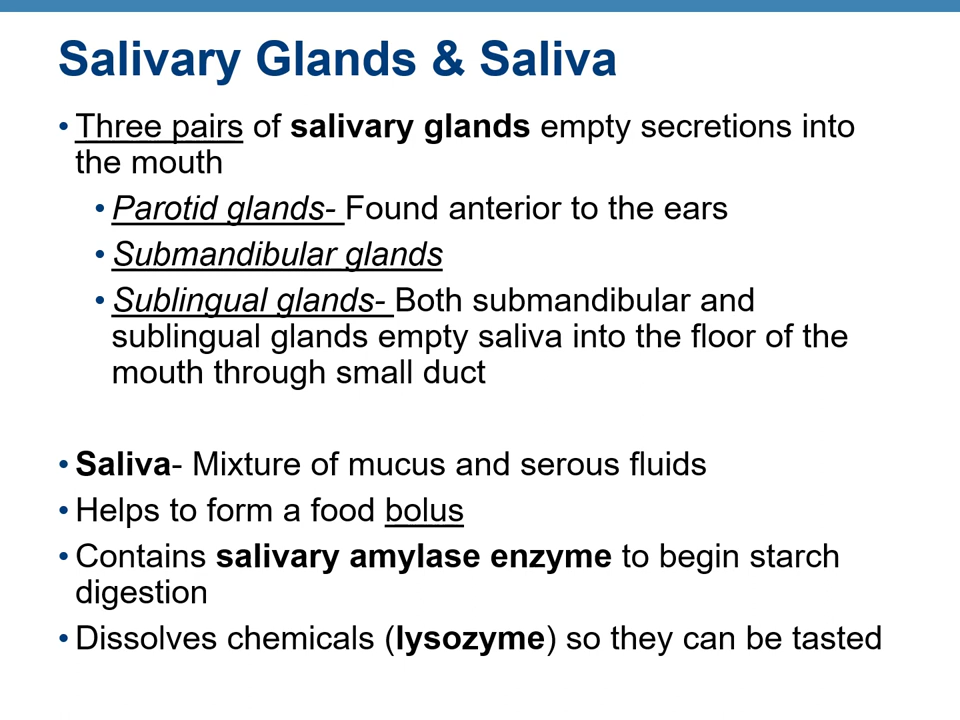 Salivary Glands & Saliva
• Three pairs of salivary glands empty secretions into
the mouth
• Parotid glands- Found anterior to the ears
• Submandibular glands
• Sublingual glands- Both submandibular and
sublingual glands empty saliva into the floor of the
mouth through small duct
• Saliva- Mixture of mucus and serous fluids
• Helps to form a food bolus
• Contains salivary amylase enzyme to begin starch
digestion
• Dissolves chemicals (lysozyme) so they can be tasted